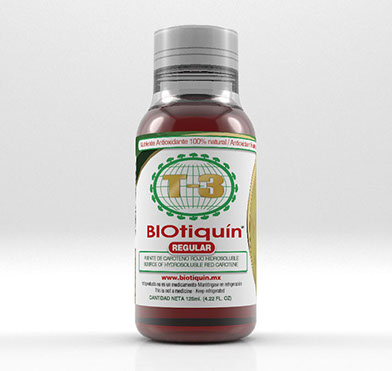 Nutriente Antioxidante 100% natural / Antioxidant
T-3
BIOtiquín
REGULAR
FUENTE DE CAROTENO ROJO HIDROSOLUBLE
SOURCE OF HYDROSOLUBLE RED CAROTENE
www.biotiquin.mx
Este producto no es un medicamento. Manténgase en refrigeración
This is not a medicine - Keep refrigerated
CANTIDAD NETA 125ml. (4.22 FL. OZ)